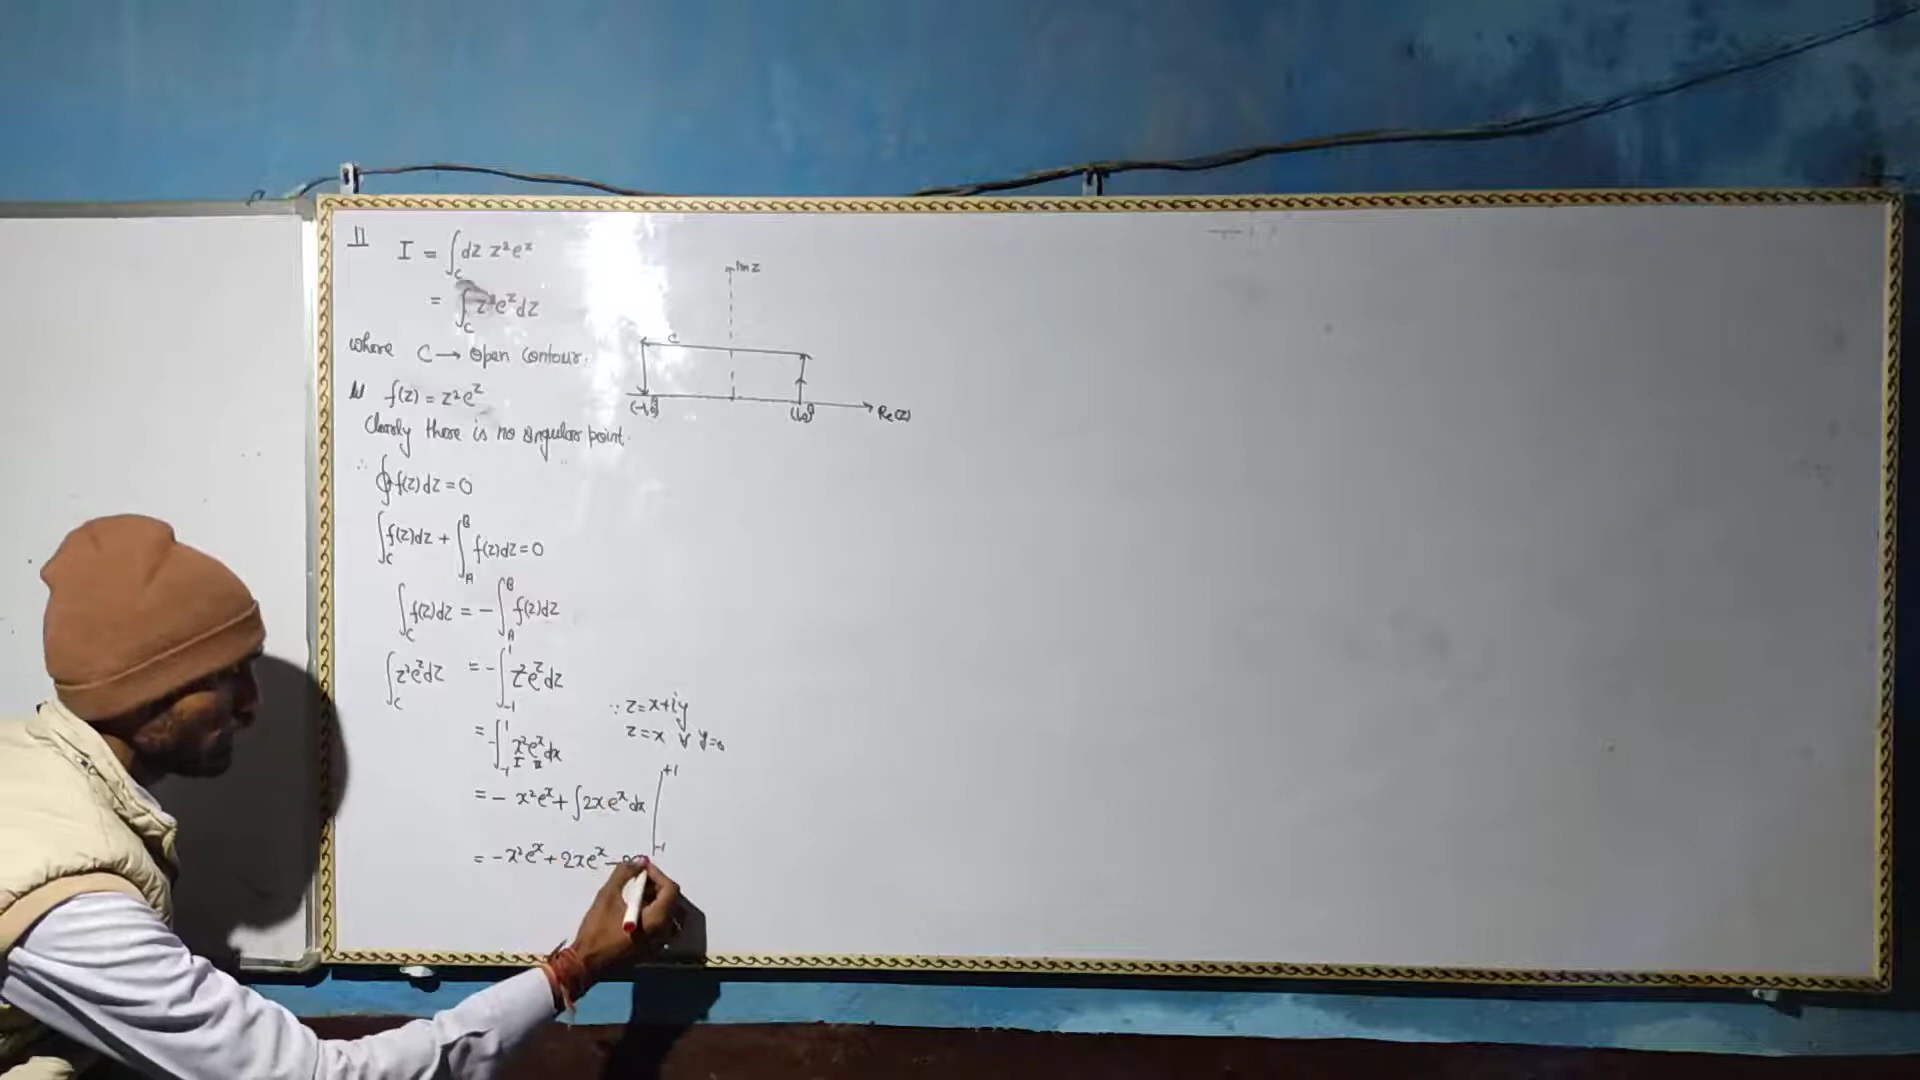 11 I = ∫_C dz z²e^z
= ∫_C z²e^z dz
where C → open contour.
let f(z) = z²e^z
Clearly there is no singular point.
∴ ∮f(z)dz = 0
∫_C f(z)dz + ∫_A^B f(z)dz = 0
∫_C f(z)dz = - ∫_A^B f(z)dz
∫_C z²e^z dz = - ∫_{-1}^{1} z²e^z dz
∵ z = x+iy
z = x ∀ y=0
= -∫_{-1}^{1} x²e^x dx
I II
= - x²e^x + ∫2x e^x dx |_{-1}^{+1}
= -x²e^x + 2xe^x -
Im z
C
(-1,0)
(1,0)
Re(z)